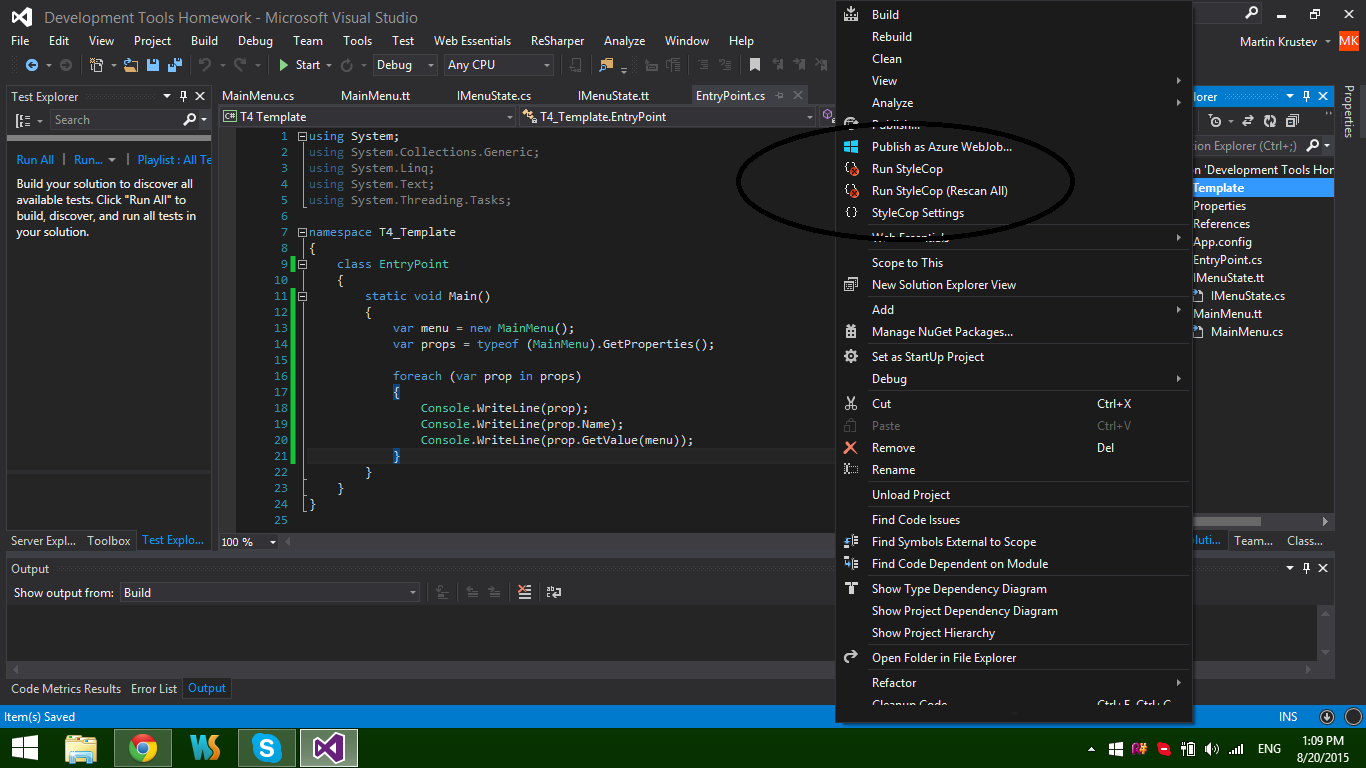 Development Tools Homework - Microsoft Visual Studio
File Edit View Project Build Debug Team Tools Test Web Essentials ReSharper Analyze Window Help
Martin Krustev MK
Start Debug Any CPU
Test Explorer
Search
Run All | Run... | Playlist : All Te
Build your solution to discover all
available tests. Click "Run All" to
build, discover, and run all tests in
your solution.
Server Expl... Toolbox Test Explo...
MainMenu.cs MainMenu.tt IMenuState.cs IMenuState.tt EntryPoint.cs
T4 Template T4_Template.EntryPoint
1 using System;
2 using System.Collections.Generic;
3 using System.Linq;
4 using System.Text;
5 using System.Threading.Tasks;
6
7 namespace T4_Template
8 {
9 class EntryPoint
10 {
11 static void Main()
12 {
13 var menu = new MainMenu();
14 var props = typeof (MainMenu).GetProperties();
15
16 foreach (var prop in props)
17 {
18 Console.WriteLine(prop);
19 Console.WriteLine(prop.Name);
20 Console.WriteLine(prop.GetValue(menu));
21 }
22 }
23 }
24 }
25
100 %
Build
Rebuild
Clean
View
Analyze
Publish...
Publish as Azure WebJob...
Run StyleCop
Run StyleCop (Rescan All)
StyleCop Settings
Web Essentials
Scope to This
New Solution Explorer View
Add
Manage NuGet Packages...
Set as StartUp Project
Debug
Cut Ctrl+X
Paste Ctrl+V
Remove Del
Rename
Unload Project
Find Code Issues
Find Symbols External to Scope
Find Code Dependent on Module
Show Type Dependency Diagram
Show Project Dependency Diagram
Show Project Hierarchy
Open Folder in File Explorer
Refactor
Cleanup Code Ctrl+E, Ctrl+C
lorer
ion Explorer (Ctrl+;)
on 'Development Tools Hom
Template
Properties
References
App.config
EntryPoint.cs
IMenuState.tt
IMenuState.cs
MainMenu.tt
MainMenu.cs
oluti... Team... Class...
Properties
Output
Show output from: Build
Code Metrics Results Error List Output
Item(s) Saved INS
ENG
1:09 PM
8/20/2015